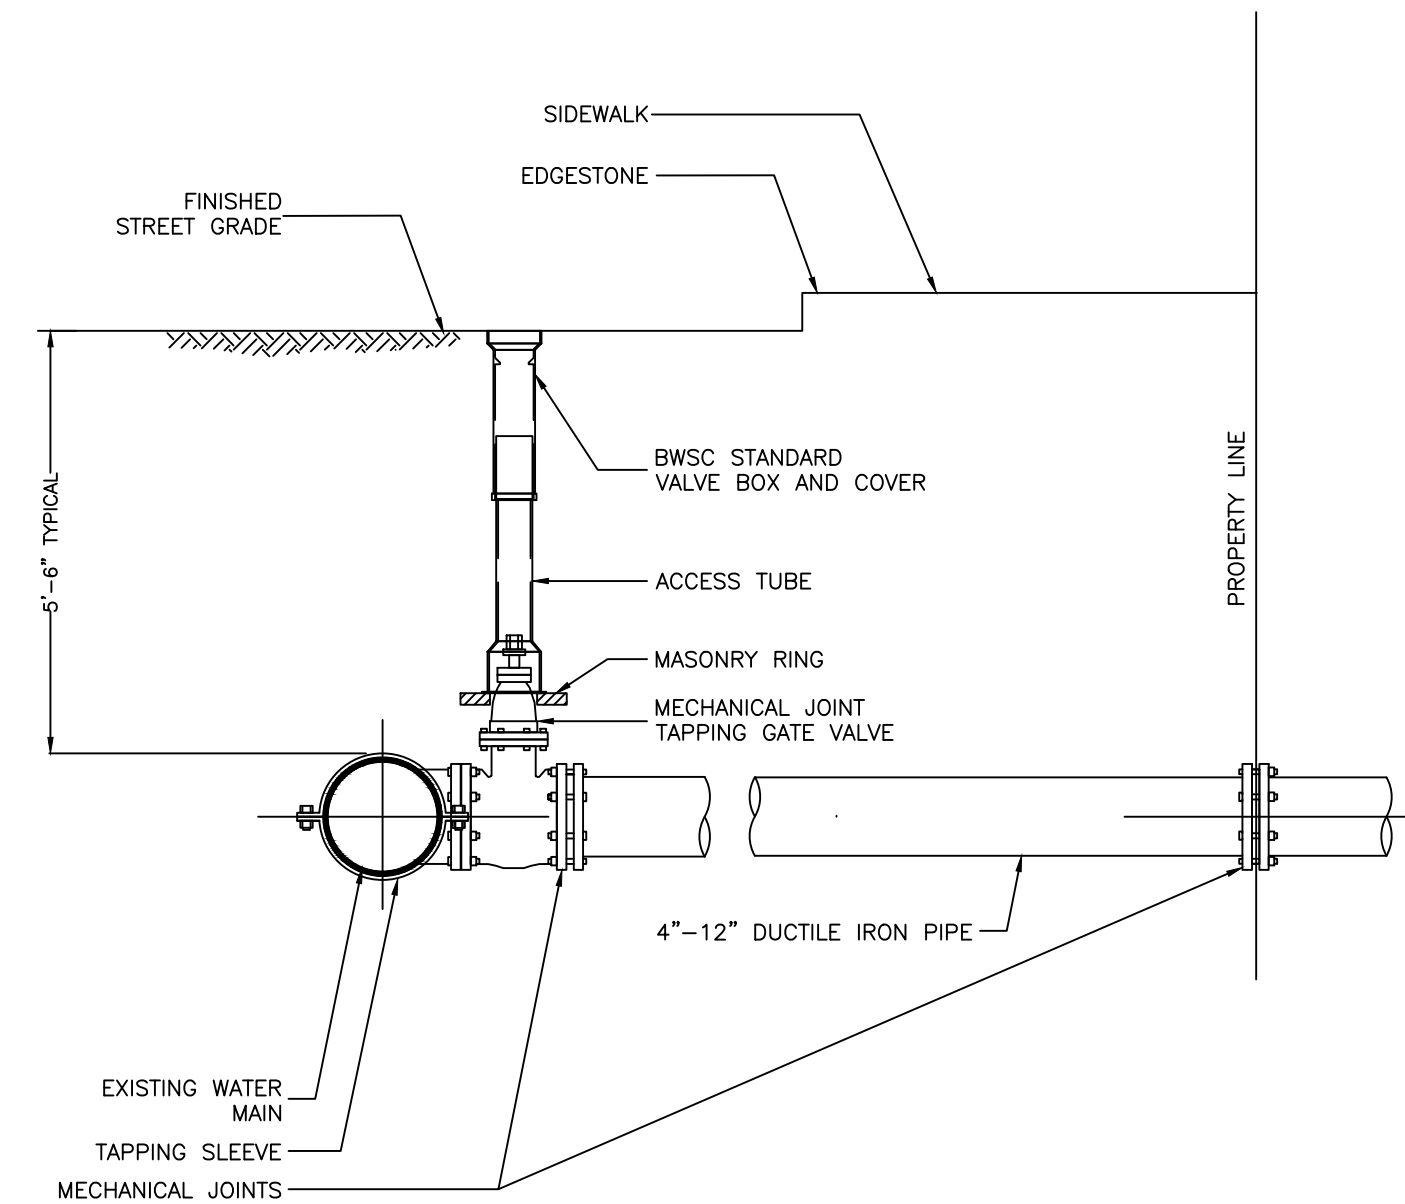 SIDEWALK
EDGESTONE
FINISHED
STREET GRADE
BWSC STANDARD
VALVE BOX AND COVER
5'-6" TYPICAL
PROPERTY LINE
ACCESS TUBE
MASONRY RING
MECHANICAL JOINT
TAPPING GATE VALVE
4"-12" DUCTILE IRON PIPE
EXISTING WATER
MAIN
TAPPING SLEEVE
MECHANICAL JOINTS